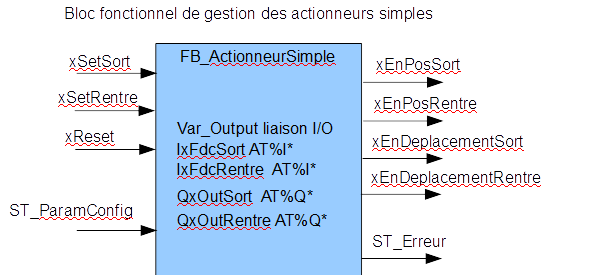 Bloc fonctionnel de gestion des actionneurs simples
FB_ActionneurSimple
xSetSort
xSetRentre
xReset
ST_ParamConfig
Var_Output liaison I/O
IxFdcSort AT%I*
IxFdcRentre AT%I*
QxOutSort AT%Q*
QxOutRentre AT%Q*
xEnPosSort
xEnPosRentre
xEnDeplacementSort
xEnDeplacementRentre
ST_Erreur